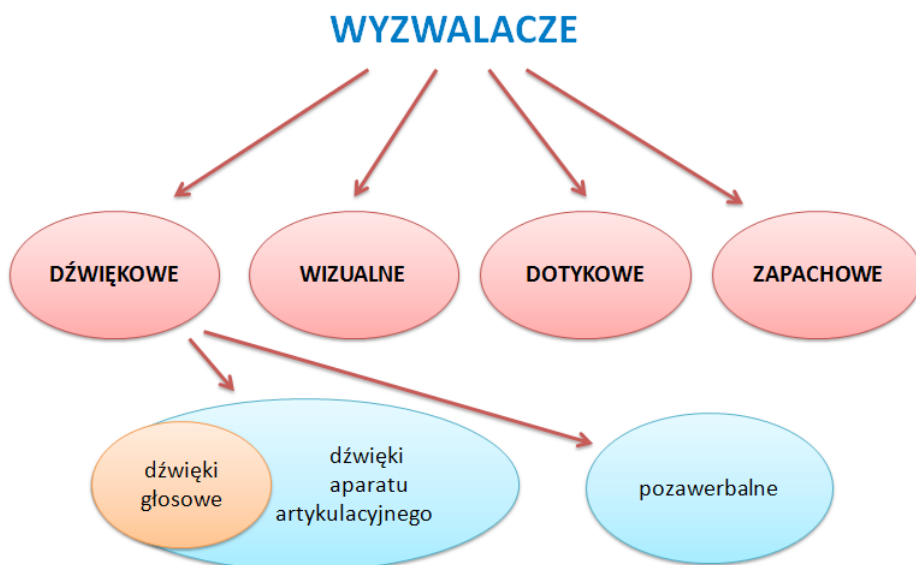 WYZWALACZE
DŹWIĘKOWE
WIZUALNE
DOTYKOWE
ZAPACHOWE
dźwięki
głosowe
dźwięki
aparatu
artykulacyjnego
pozawerbalne